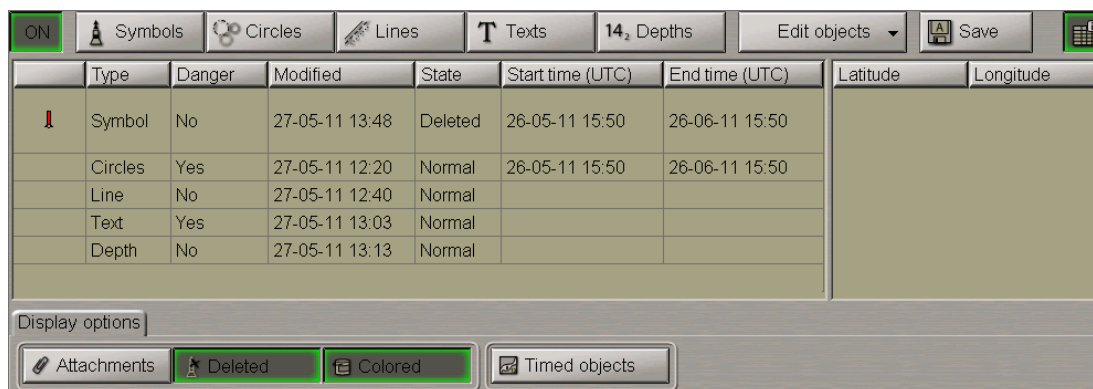 ON Symbols Circles Lines T Texts 14₂ Depths Edit objects A Save
Type Danger Modified State Start time (UTC) End time (UTC) Latitude Longitude
Symbol No 27-05-11 13:48 Deleted 26-05-11 15:50 26-06-11 15:50
Circles Yes 27-05-11 12:20 Normal 26-05-11 15:50 26-06-11 15:50
Line No 27-05-11 12:40 Normal
Text Yes 27-05-11 13:03 Normal
Depth No 27-05-11 13:13 Normal
Display options
Attachments Deleted Colored Timed objects